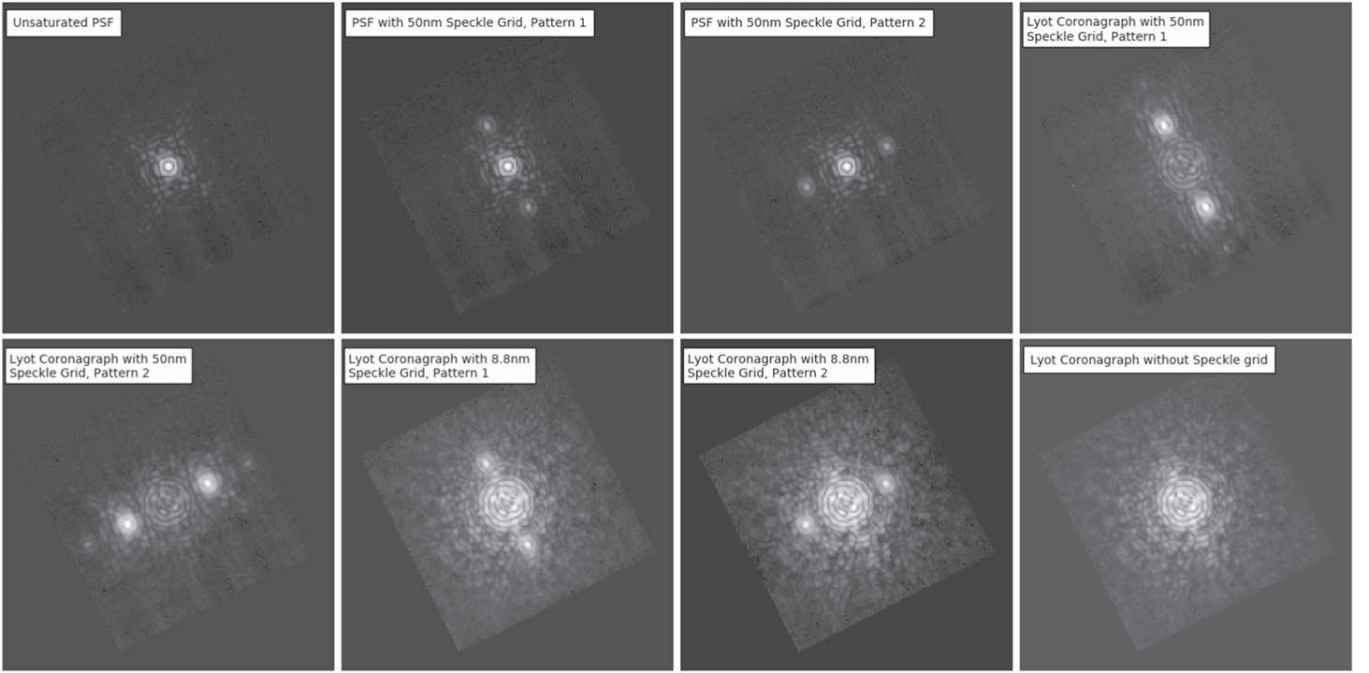 Unsaturated PSF
PSF with 50nm Speckle Grid, Pattern 1
PSF with 50nm Speckle Grid, Pattern 2
Lyot Coronagraph with 50nm
Speckle Grid, Pattern 1
Lyot Coronagraph with 50nm
Speckle Grid, Pattern 2
Lyot Coronagraph with 8.8nm
Speckle Grid, Pattern 1
Lyot Coronagraph with 8.8nm
Speckle Grid, Pattern 2
Lyot Coronagraph without Speckle grid